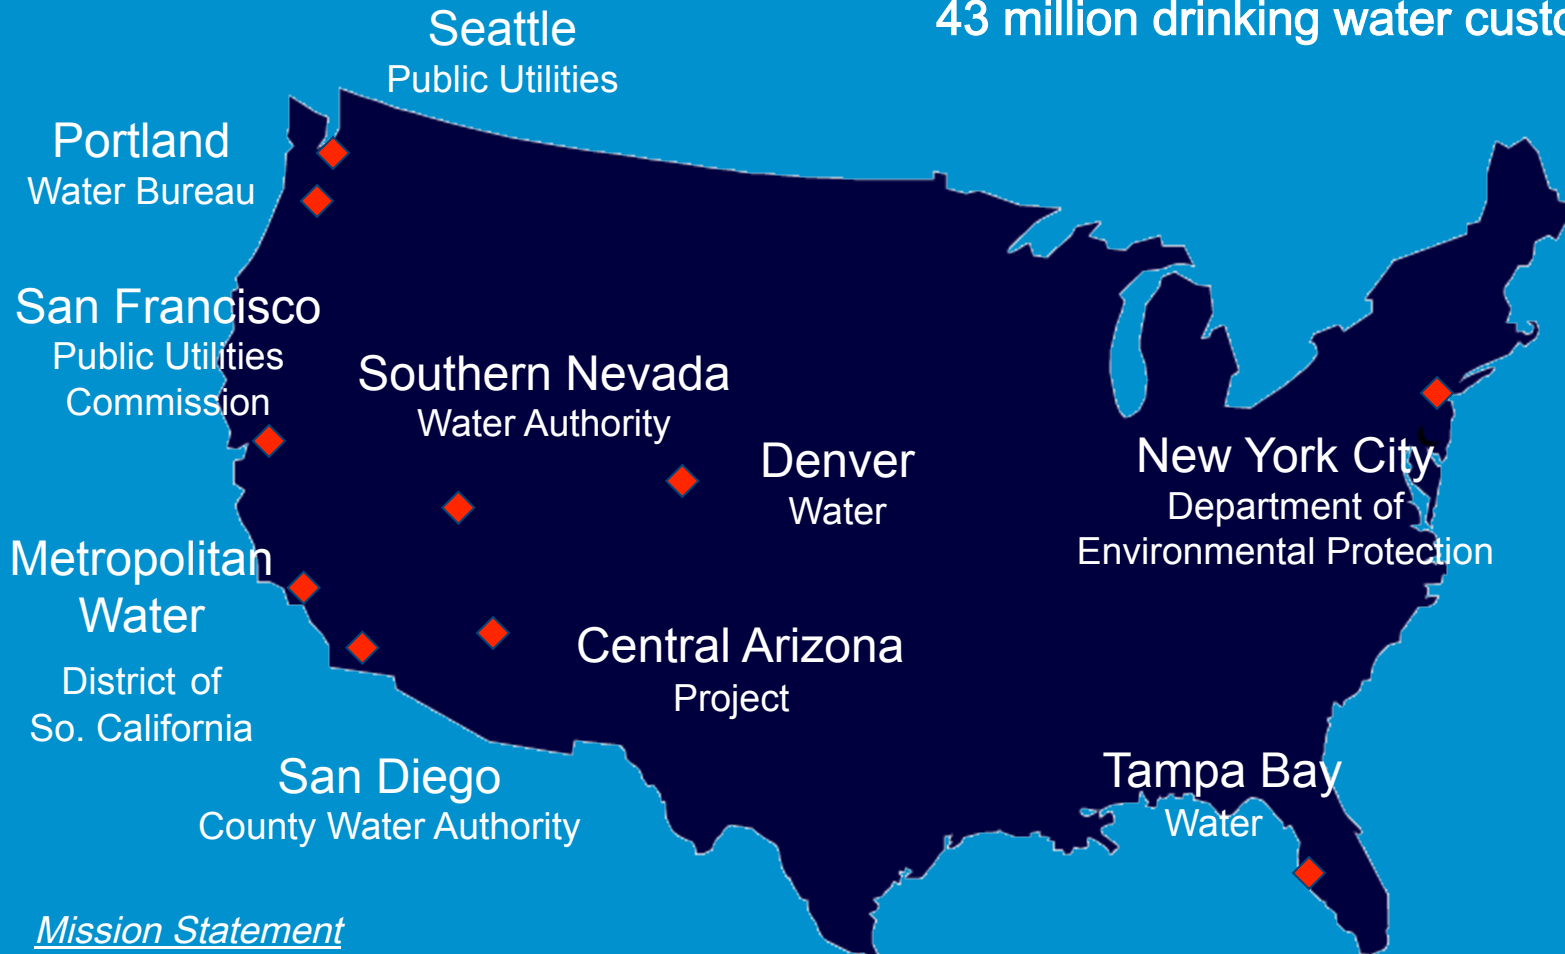 Seattle
Public Utilities
43 million drinking water
Portland
Water Bureau
San Francisco
Public Utilities
Commission
Southern Nevada
Water Authority
Denver
Water
New York City
Department of
Environmental Protection
Metropolitan
Water
District of
So. California
Central Arizona
Project
San Diego
County Water Authority
Tampa Bay
Water
Mission Statement